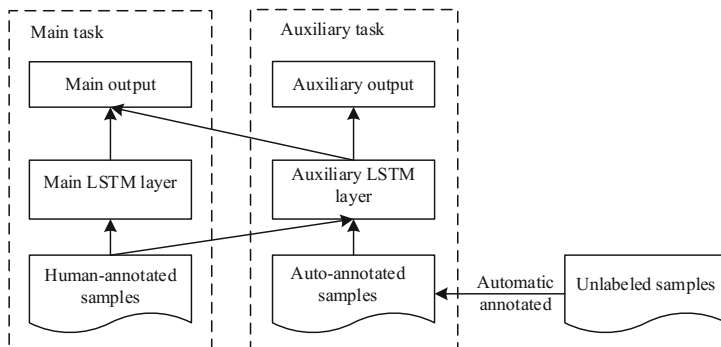 Main task
Auxiliary task
Main output
Auxiliary output
Main LSTM layer
Auxiliary LSTM
layer
Human-annotated
samples
Auto-annotated
samples
Automatic
annotated
Unlabeled samples